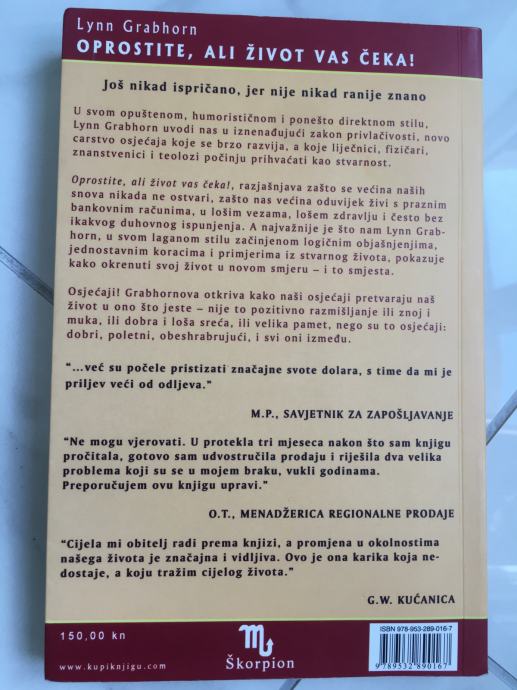 Lynn Grabhorn
OPROSTITE, ALI ŽIVOT VAS ČEKA!
Još nikad ispričano, jer nije nikad ranije znano
U svom opuštenom, humorističnom i ponešto direktnom stilu,
Lynn Grabhorn uvodi nas u iznenađujući zakon privlačivosti, novo
carstvo osjećaja koje se brzo razvija, a koje liječnici, fizičari,
znanstvenici i teolozi počinju prihvaćati kao stvarnost.
Oprostite, ali život vas čeka!, razjašnjava zašto se većina naših
snova nikada ne ostvari, zašto nas većina oduvijek živi s praznim
bankovnim računima, u lošim vezama, lošem zdravlju i često bez
ikakvog duhovnog ispunjenja. A najvažnije je što nam Lynn Grab-
horn, u svom laganom stilu začinjenom logičnim objašnjenjima,
jednostavnim koracima i primjerima iz stvarnog života, pokazuje
kako okrenuti svoj život u novom smjeru – i to smjesta.
Osjećaji! Grabhornova otkriva kako naši osjećaji pretvaraju naš
život u ono što jeste – nije to pozitivno razmišljanje ili znoj i
muka, ili dobra i loša sreća, ili velika pamet, nego su to osjećaji:
dobri, poletni, obeshrabrujući, i svi oni između.
“...već su počele pristizati značajne svote dolara, s time da mi je
priljev veći od odljeva.”
M.P., SAVJETNIK ZA ZAPOŠLJAVANJE
“Ne mogu vjerovati. U protekla tri mjeseca nakon što sam knjigu
pročitala, gotovo sam udvostručila prodaju i riješila dva velika
problema koji su se u mojem braku, vukli godinama.
Preporučujem ovu knjigu upravi.”
O.T., MENADŽERICA REGIONALNE PRODAJE
“Cijela mi obitelj radi prema knjizi, a promjena u okolnostima
našega života je značajna i vidljiva. Ovo je ona karika koja ne-
dostaje, a koju tražim cijelog života.”
G.W. KUĆANICA
150,00 kn
www.kupiknjigu.com
Škorpion
ISBN 978-953-289-016-7
9 789532 890167